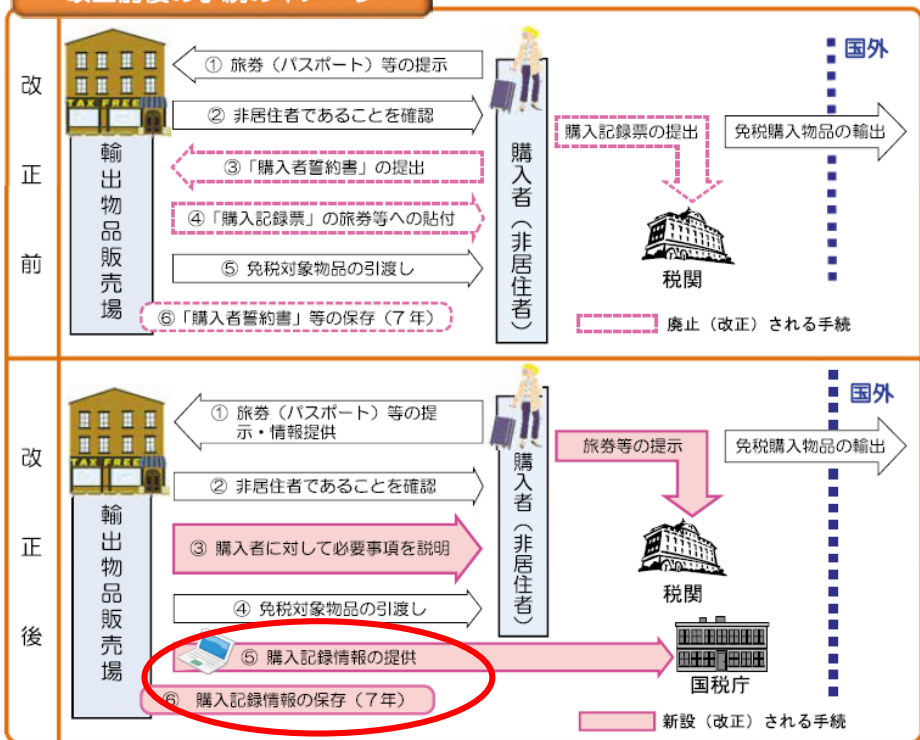 改正前
国外
① 旅券（パスポート）等の提示
② 非居住者であることを確認
③「購入者誓約書」の提出
④「購入記録票」の旅券等への貼付
⑤ 免税対象物品の引渡し
⑥「購入者誓約書」等の保存（７年）
TAX FREE
輸出物品販売場
購入者（非居住者）
購入記録票の提出
免税購入物品の輸出
税関
廃止（改正）される手続
改正後
国外
① 旅券（パスポート）等の提
示・情報提供
② 非居住者であることを確認
③ 購入者に対して必要事項を説明
④ 免税対象物品の引渡し
⑤ 購入記録情報の提供
⑥ 購入記録情報の保存（７年）
TAX FREE
輸出物品販売場
購入者（非居住者）
旅券等の提示
免税購入物品の輸出
税関
国税庁
新設（改正）される手続